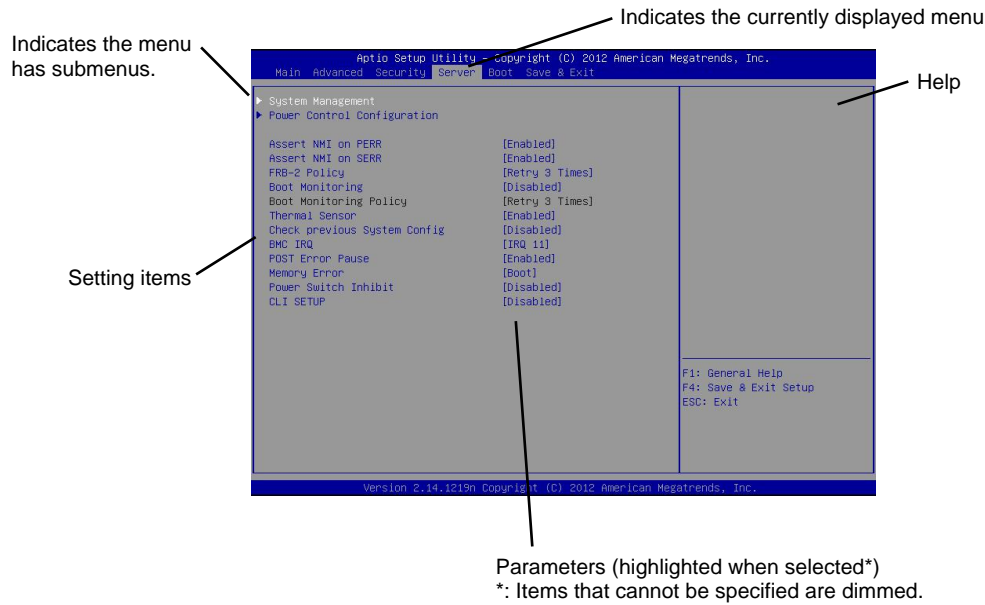 Indicates the currently displayed menu
Indicates the menu
has submenus.
Aptio Setup Utility – Copyright (C) 2012 American Megatrends, Inc.
Main Advanced Security Server Boot Save & Exit
Help
System Management
Power Control Configuration
Assert NMI on PERR [Enabled]
Assert NMI on SERR [Enabled]
FRB-2 Policy [Retry 3 Times]
Boot Monitoring [Disabled]
Boot Monitoring Policy [Retry 3 Times]
Thermal Sensor [Enabled]
Check previous System Config [Disabled]
BMC IRQ [IRQ 11]
POST Error Pause [Enabled]
Memory Error [Boot]
Power Switch Inhibit [Disabled]
CLI SETUP [Disabled]
Setting items
F1: General Help
F4: Save & Exit Setup
ESC: Exit
Version 2.14.1219n Copyright (C) 2012 American Megatrends, Inc.
Parameters (highlighted when selected*)
*: Items that cannot be specified are dimmed.